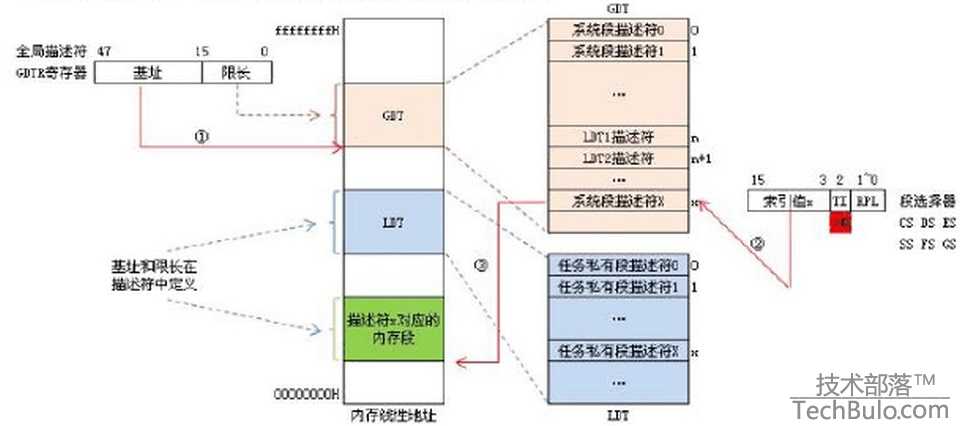 GDT
ffffffffH
系统段描述符0 0
系统段描述符1 1
...
LDT1描述符 n
LDT2描述符 n+1
...
系统段描述符X x
全局描述符 47 15 0
GDTR寄存器 基址 限长
GDT
①
LDT
基址和限长在
描述符中定义
描述符x对应的
内存段
00000000H
内存线性地址
③
②
15 3 2 1~0
索引值x TI RPL 段选择器
CS DS ES
SS FS GS
任务私有段描述符0 0
任务私有段描述符1 1
...
任务私有段描述符X x
...
LDT
技术部落™
TechBulo.com